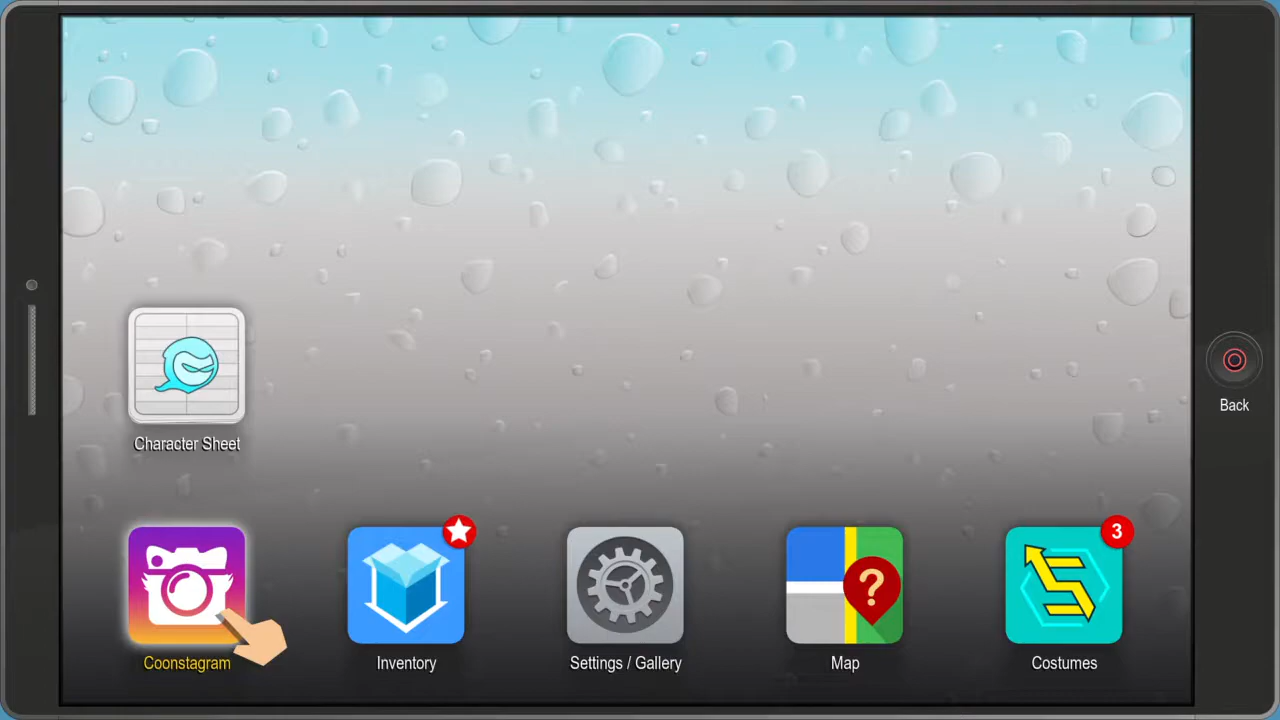 Back
Character Sheet
3
?
Coonstagram
Inventory
Settings / Gallery
Map
Costumes